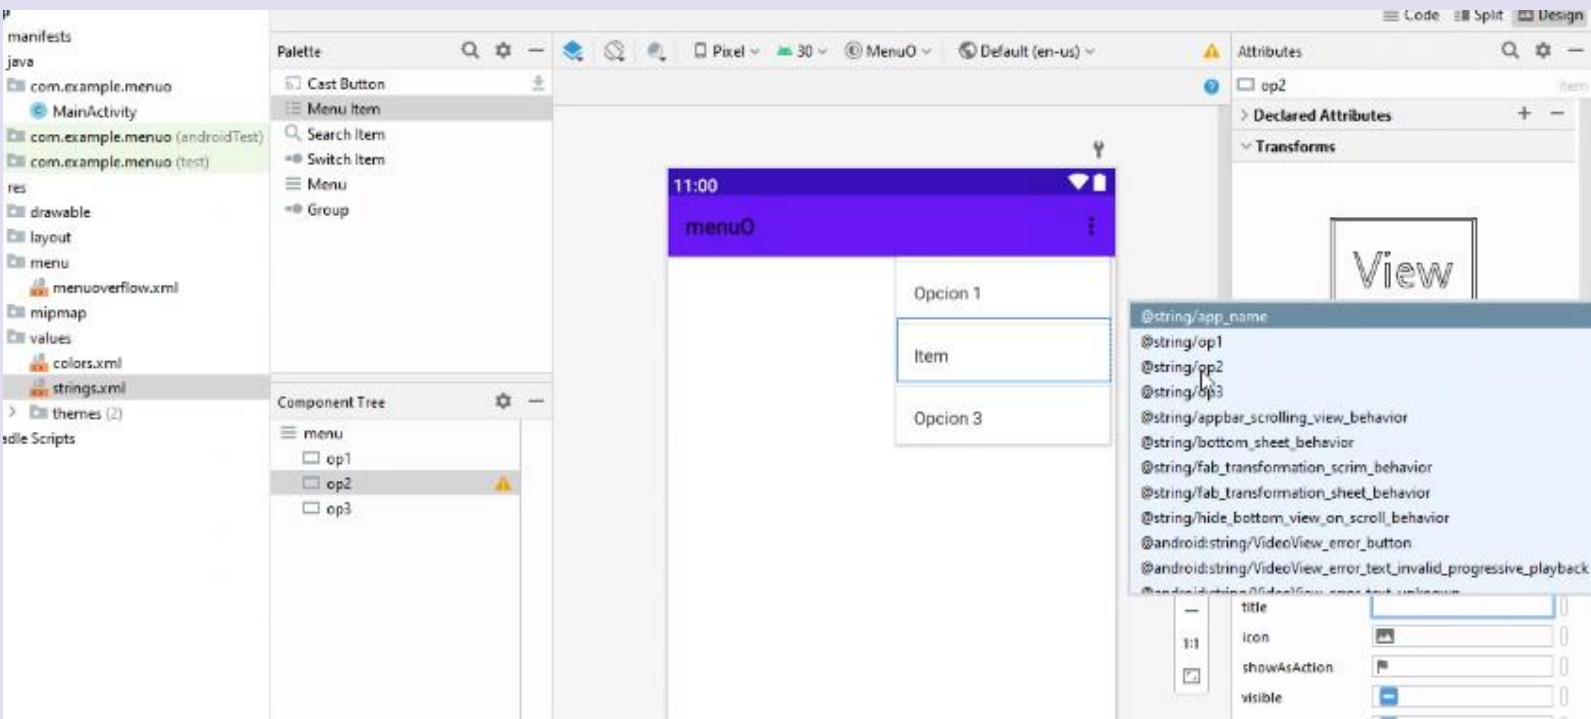 Code Split Design
manifests
java
com.example.menuo
MainActivity
com.example.menuo (androidTest)
com.example.menuo (test)
res
drawable
layout
menu
menuoverflow.xml
mipmap
values
colors.xml
strings.xml
themes (2)
Scripts
Palette
Cast Button
Menu Item
Search Item
Switch Item
Menu
Group
Component Tree
menu
op1
op2
op3
Pixel 30 MenuO Default (en-us)
11:00
menuO
Opcion 1
Item
Opcion 3
1:1
Attributes
op2 item
Declared Attributes
Transforms
View
@string/app_name
@string/op1
@string/op2
@string/op3
@string/appbar_scrolling_view_behavior
@string/bottom_sheet_behavior
@string/fab_transformation_scrim_behavior
@string/fab_transformation_sheet_behavior
@string/hide_bottom_view_on_scroll_behavior
@android:string/VideoView_error_button
@android:string/VideoView_error_text_invalid_progressive_playback
title
icon
showAsAction
visible